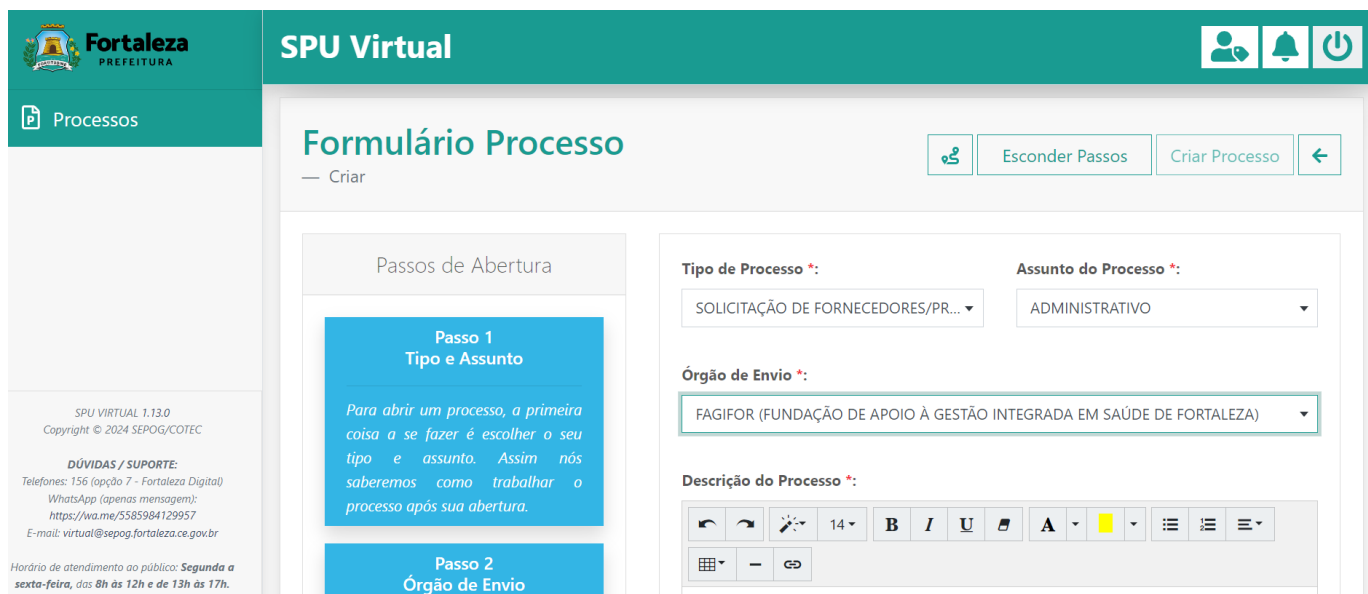 Fortaleza
PREFEITURA
SPU Virtual
Processos
Formulário Processo
— Criar
Esconder Passos
Criar Processo
Passos de Abertura
Passo 1
Tipo e Assunto
Para abrir um processo, a primeira
coisa a se fazer é escolher o seu
tipo e assunto. Assim nós
saberemos como trabalhar o
processo após sua abertura.
Passo 2
Órgão de Envio
Tipo de Processo *:
SOLICITAÇÃO DE FORNECEDORES/PR...
Assunto do Processo *:
ADMINISTRATIVO
Órgão de Envio *:
FAGIFOR (FUNDAÇÃO DE APOIO À GESTÃO INTEGRADA EM SAÚDE DE FORTALEZA)
Descrição do Processo *:
14
B I U A
SPU VIRTUAL 1.13.0
Copyright © 2024 SEPOG/COTEC
DÚVIDAS / SUPORTE:
Telefones: 156 (opção 7 - Fortaleza Digital)
WhatsApp (apenas mensagem):
https://wa.me/5585984129957
E-mail: virtual@sepog.fortaleza.ce.gov.br
Horário de atendimento ao público: Segunda a
sexta-feira, das 8h às 12h e de 13h às 17h.